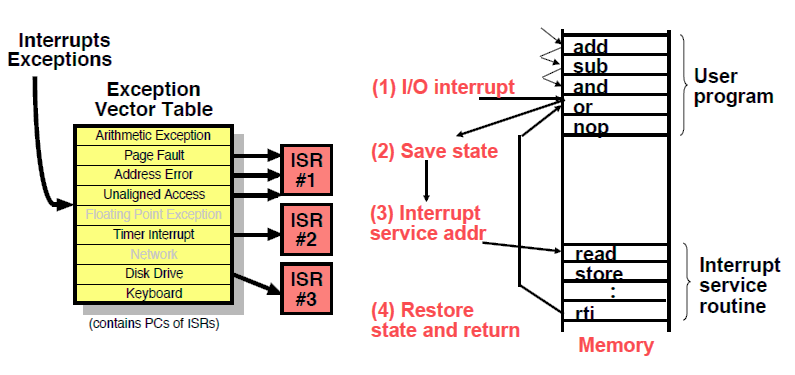 Interrupts
Exceptions
Exception
Vector Table
Arithmetic Exception
Page Fault
Address Error
Unaligned Access
Floating Point Exception
Timer Interrupt
Network
Disk Drive
Keyboard
(contains PCs of ISRs)
ISR
#1
ISR
#2
ISR
#3
(1) I/O interrupt
(2) Save state
(3) Interrupt
service addr
(4) Restore
state and return
add
sub
and
or
nop
User
program
read
store
:
rfi
Interrupt
service
routine
Memory